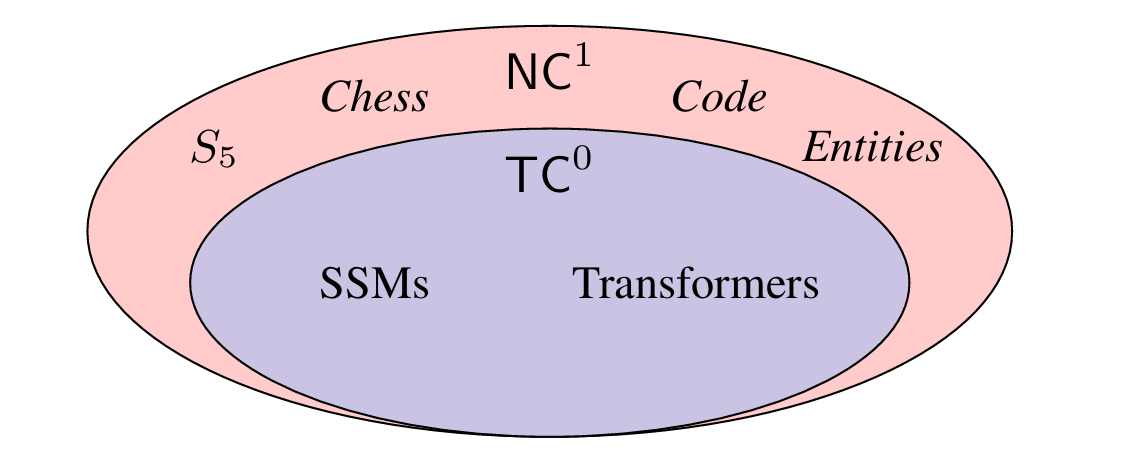 NC¹
Chess
Code
S₅
Entities
TC⁰
SSMs
Transformers